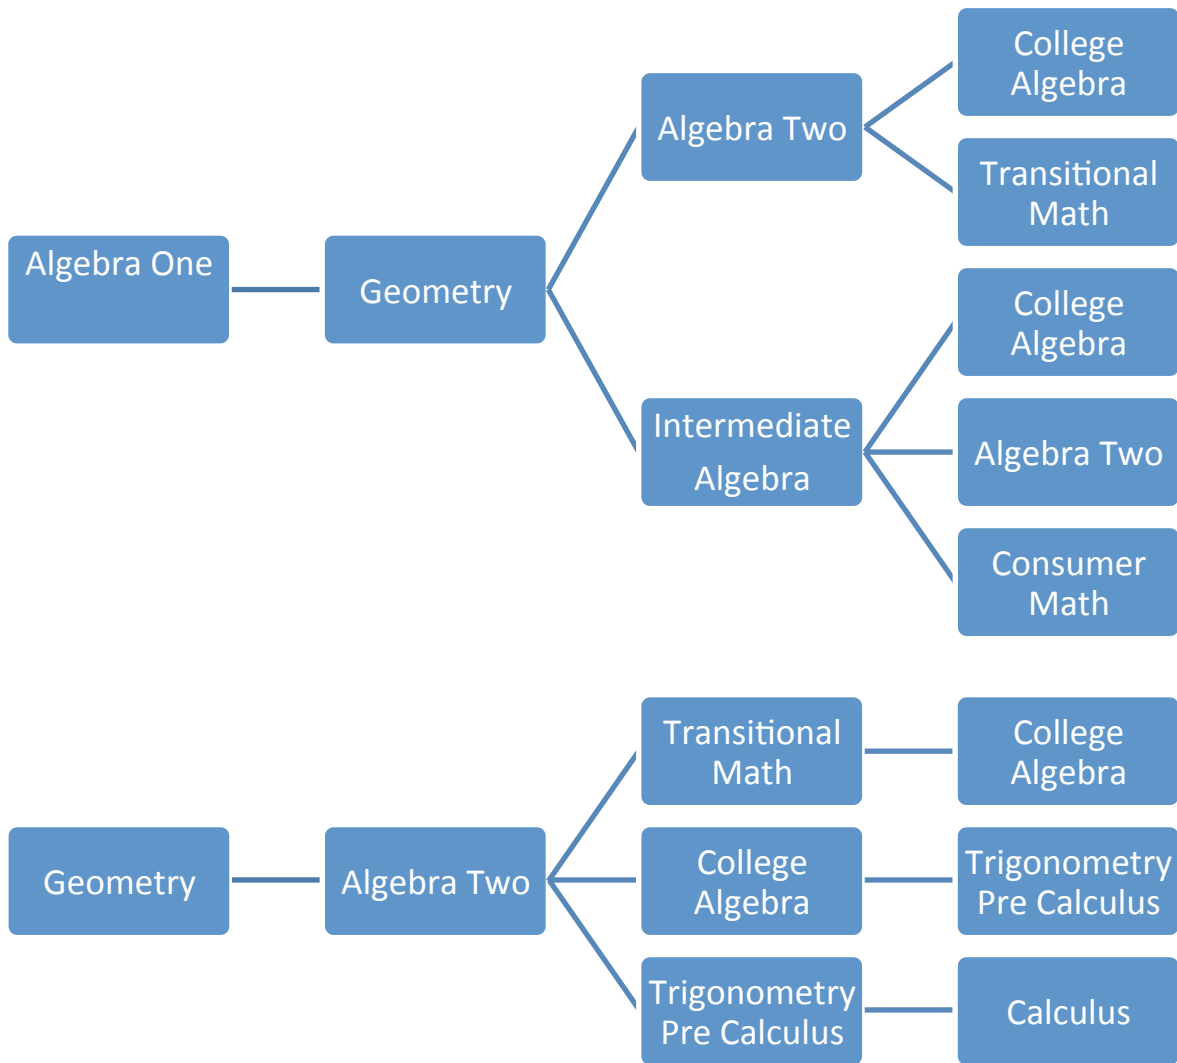 Algebra One
Geometry
Algebra Two
College
Algebra
Transitional
Math
Intermediate
Algebra
College
Algebra
Algebra Two
Consumer
Math
Geometry
Algebra Two
Transitional
Math
College
Algebra
College
Algebra
Trigonometry
Pre Calculus
Trigonometry
Pre Calculus
Calculus